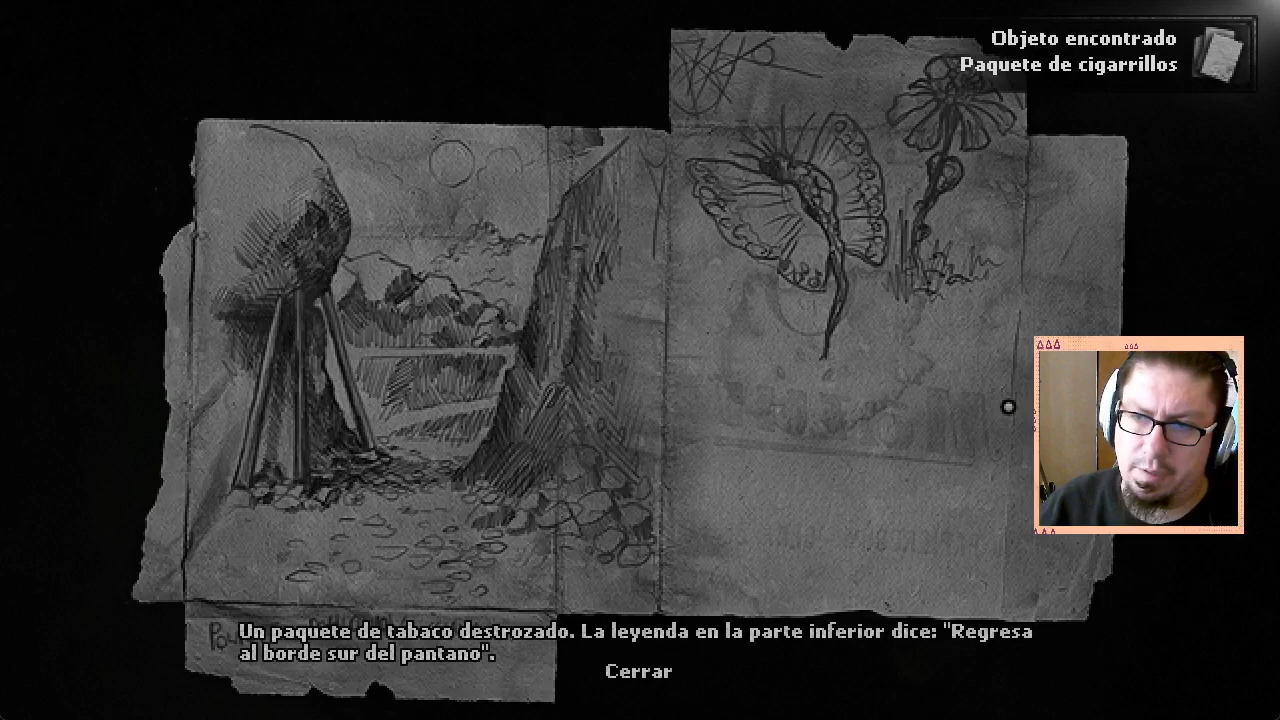 Objeto encontrado
Paquete de cigarrillos
Un paquete de tabaco destrozado. La leyenda en la parte inferior dice: "Regresa
al borde sur del pantano".
Cerrar